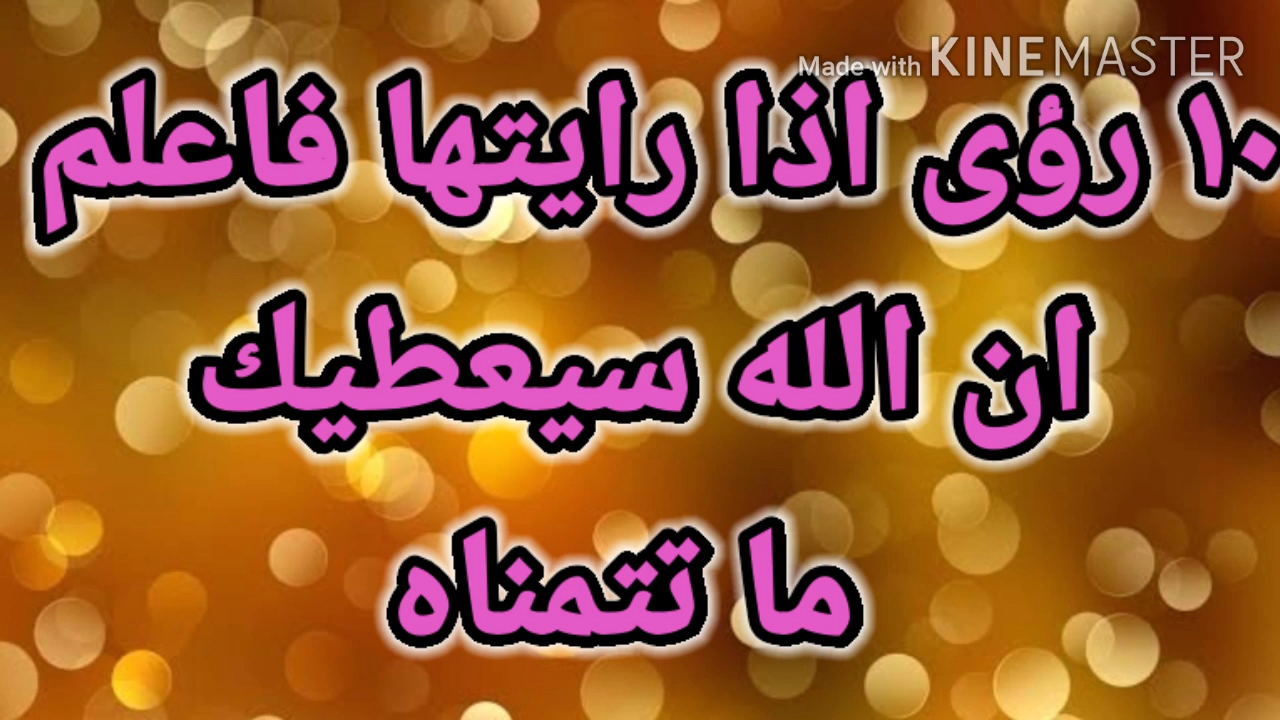 Made with KINEMASTER
١٠ رؤى اذا رايتها فاعلم
ان الله سيعطيك
ما تتمناه